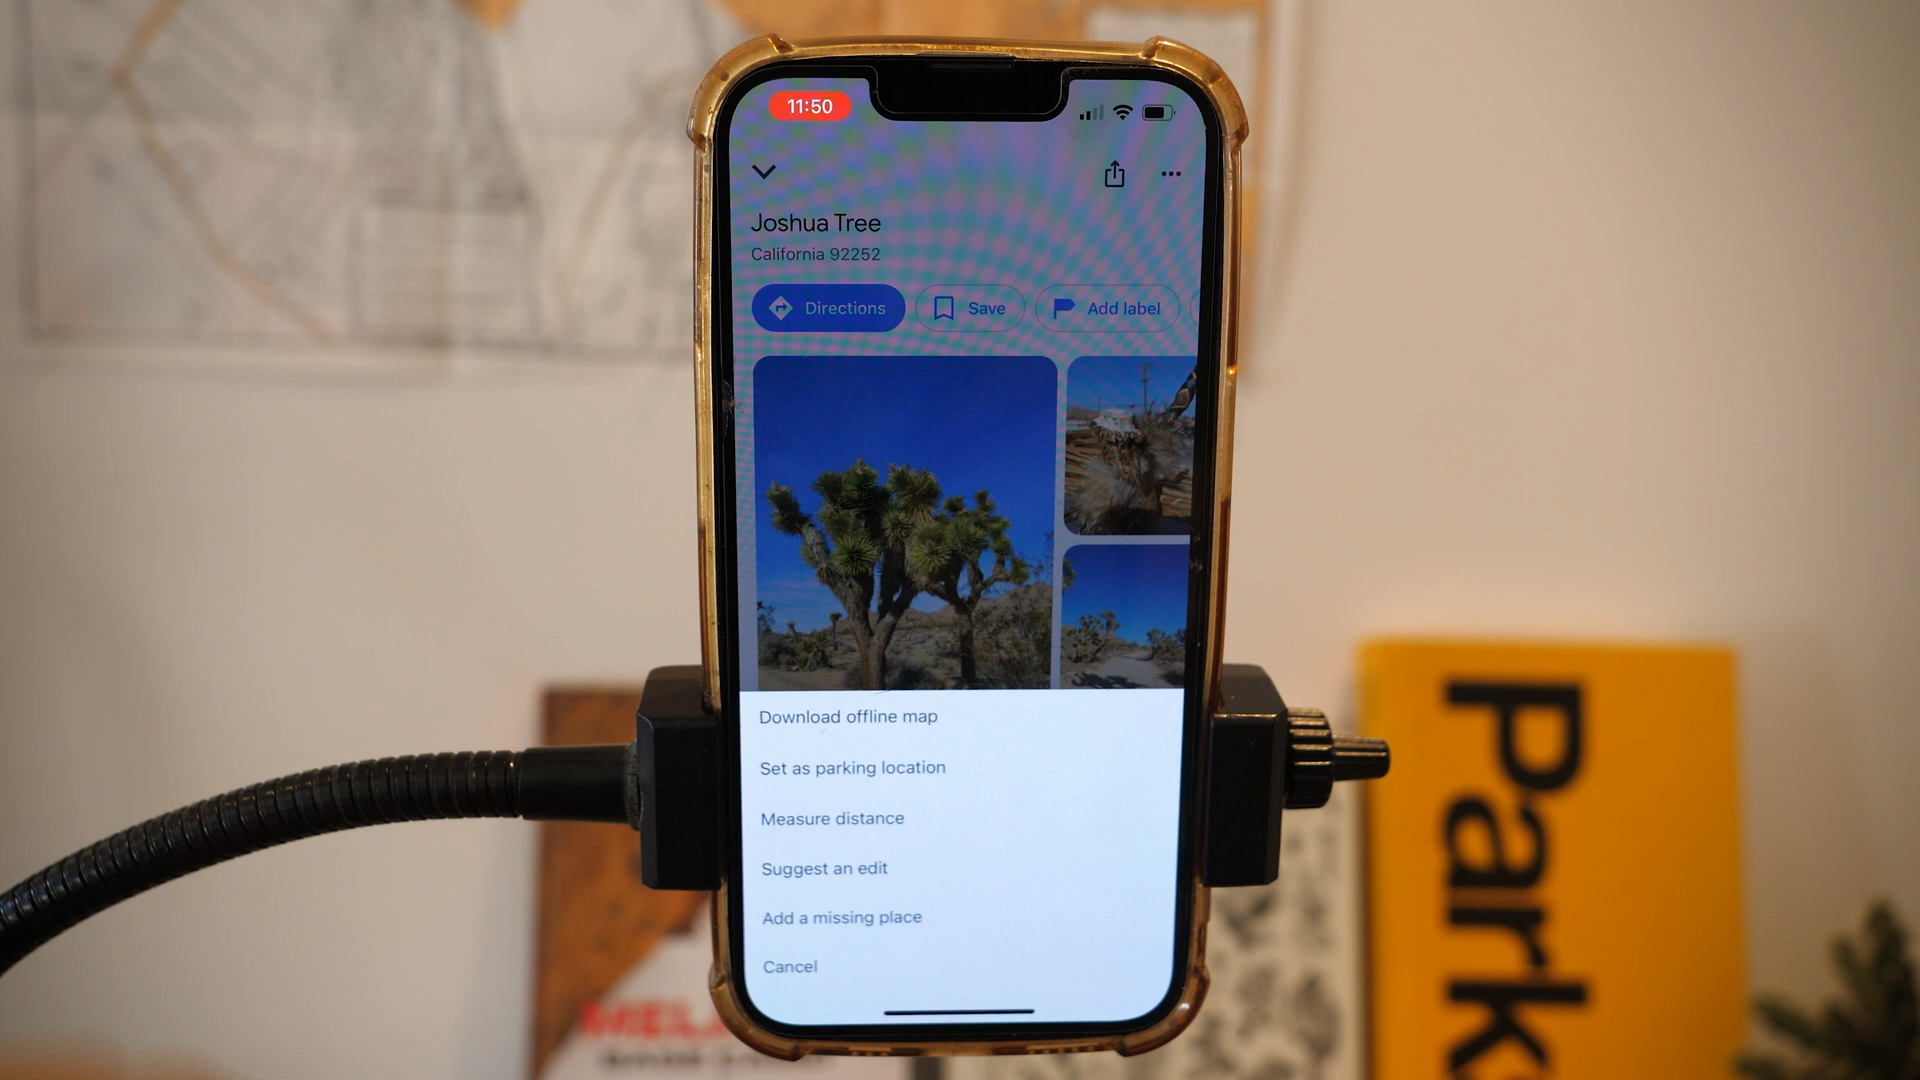 11:50
Joshua Tree
California 92252
Directions
Save
Add label
Download offline map
Set as parking location
Measure distance
Suggest an edit
Add a missing place
Cancel
Park